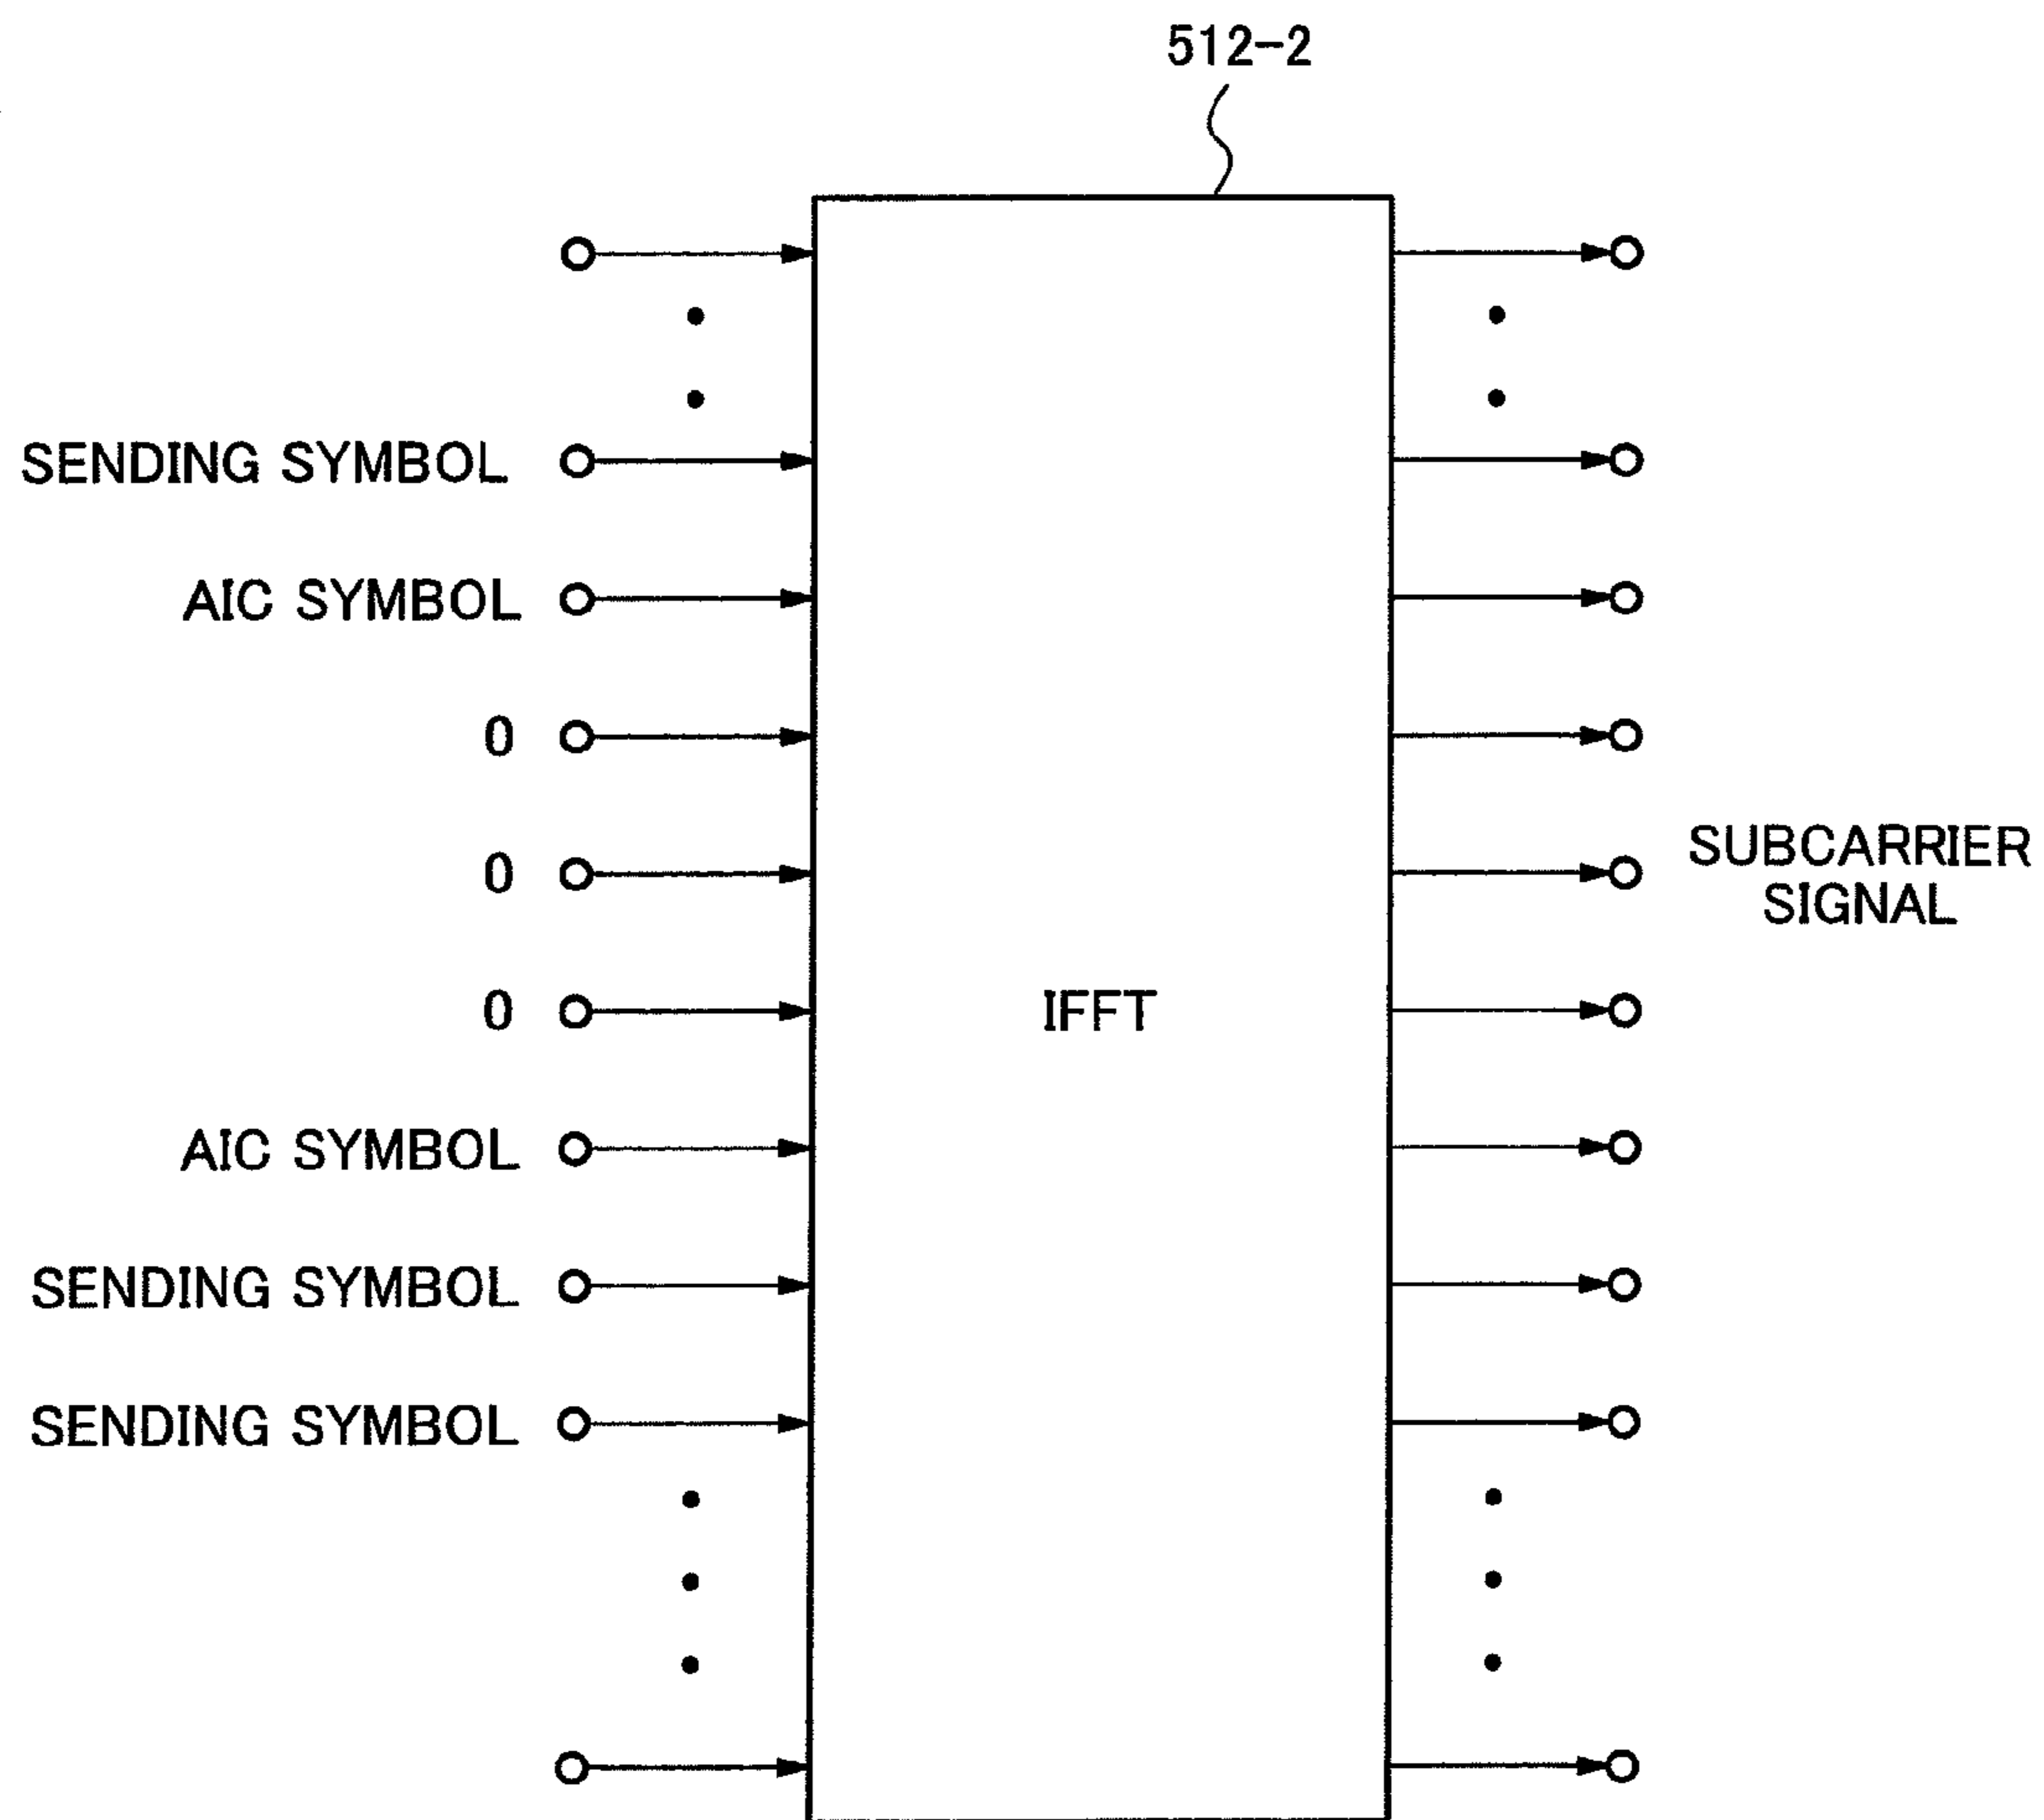 512-2
SENDING SYMBOL
AIC SYMBOL
0
0
0
AIC SYMBOL
SENDING SYMBOL
SENDING SYMBOL
IFFT
SUBCARRIER
SIGNAL